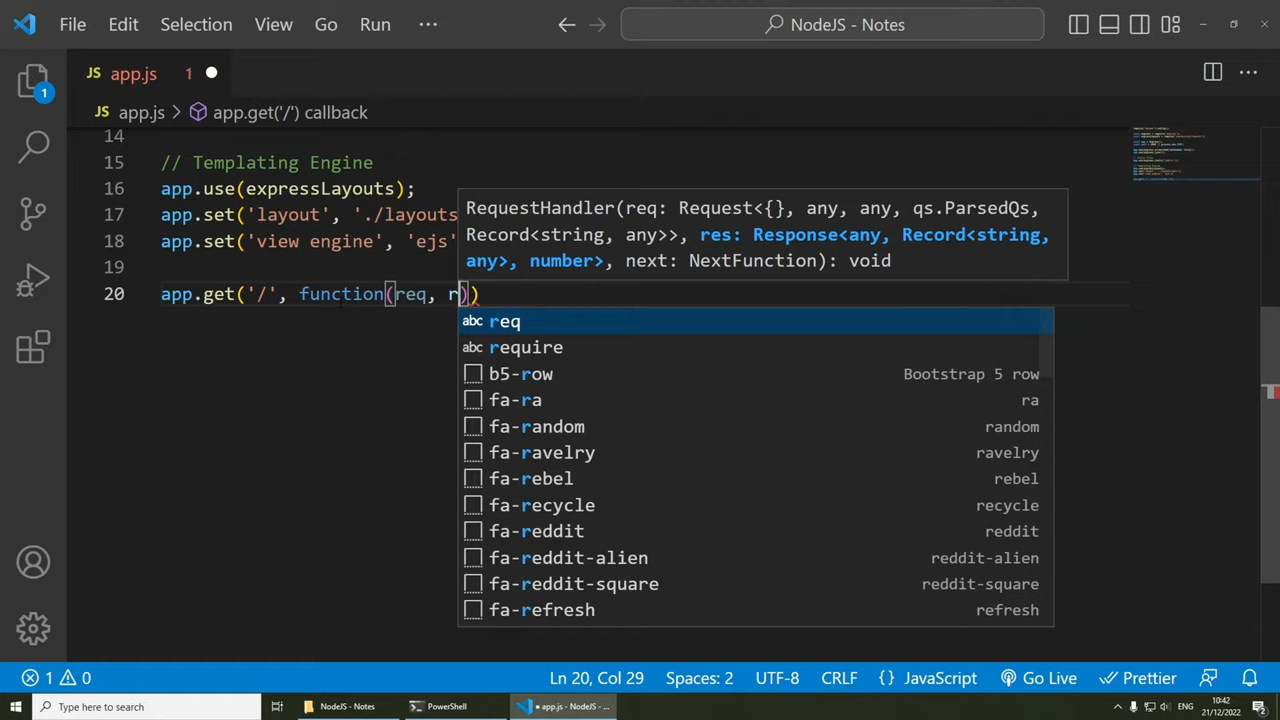 File Edit Selection View Go Run ··· NodeJS - Notes
JS app.js 1
JS app.js > app.get('/') callback
14
15 // Templating Engine
16 app.use(expressLayouts);
17 app.set('layout', './layouts
18 app.set('view engine', 'ejs'
19
20 app.get('/', function(req, r))
RequestHandler(req: Request<{}, any, any, qs.ParsedQs,
Record<string, any>>, res: Response<any, Record<string,
any>, number>, next: NextFunction): void
abc req
abc require
b5-row Bootstrap 5 row
fa-ra ra
fa-random random
fa-ravelry ravelry
fa-rebel rebel
fa-recycle recycle
fa-reddit reddit
fa-reddit-alien reddit-alien
fa-reddit-square reddit-square
fa-refresh refresh
1
1 0 Ln 20, Col 29 Spaces: 2 UTF-8 CRLF {} JavaScript Go Live Prettier
Type here to search NodeJS - Notes PowerShell ● app.js - NodeJS - ... 10:42
21/12/2022 2